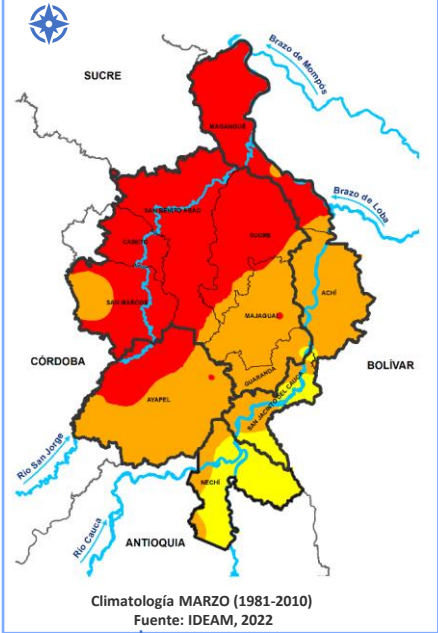 Brazo de Mompós
SUCRE
MAGANGUÉ
Brazo de Loba
SAN BENITO ABAD
SUCRE
CAIMITO
ACHÍ
SAN MARCOS
MAJAGUAL
CÓRDOBA
BOLÍVAR
GUARANDA
AYAPEL
SAN JACINTO DEL CAUCA
Río San Jorge
NECHÍ
Río Cauca
ANTIOQUIA
Climatología MARZO (1981-2010)
Fuente: IDEAM, 2022